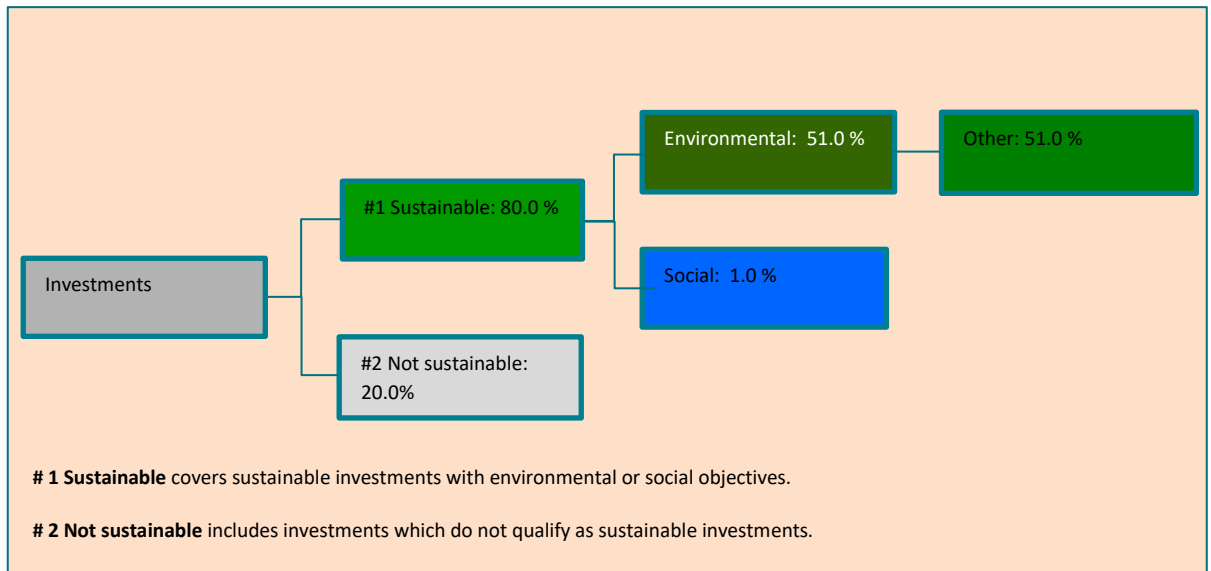 Environmental: 51.0 %
Other: 51.0 %
#1 Sustainable: 80.0 %
Social: 1.0 %
Investments
#2 Not sustainable:
20.0%
# 1 Sustainable covers sustainable investments with environmental or social objectives.
# 2 Not sustainable includes investments which do not qualify as sustainable investments.